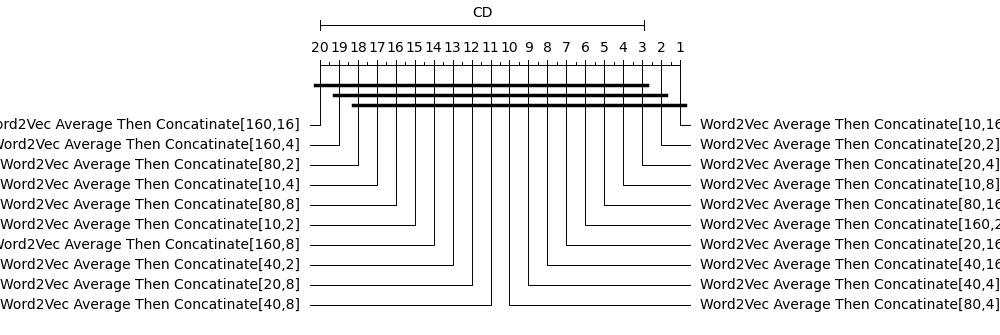 CD
20 19 18 17 16 15 14 13 12 11 10 9 8 7 6 5 4 3 2 1
Word2Vec Average Then Concatinate[160,16]
Word2Vec Average Then Concatinate[160,4]
Word2Vec Average Then Concatinate[80,2]
Word2Vec Average Then Concatinate[10,4]
Word2Vec Average Then Concatinate[80,8]
Word2Vec Average Then Concatinate[10,2]
Word2Vec Average Then Concatinate[160,8]
Word2Vec Average Then Concatinate[40,2]
Word2Vec Average Then Concatinate[20,8]
Word2Vec Average Then Concatinate[40,8]
Word2Vec Average Then Concatinate[10,16
Word2Vec Average Then Concatinate[20,2]
Word2Vec Average Then Concatinate[20,4]
Word2Vec Average Then Concatinate[10,8]
Word2Vec Average Then Concatinate[80,16
Word2Vec Average Then Concatinate[160,2
Word2Vec Average Then Concatinate[20,16
Word2Vec Average Then Concatinate[40,16
Word2Vec Average Then Concatinate[40,4]
Word2Vec Average Then Concatinate[80,4]